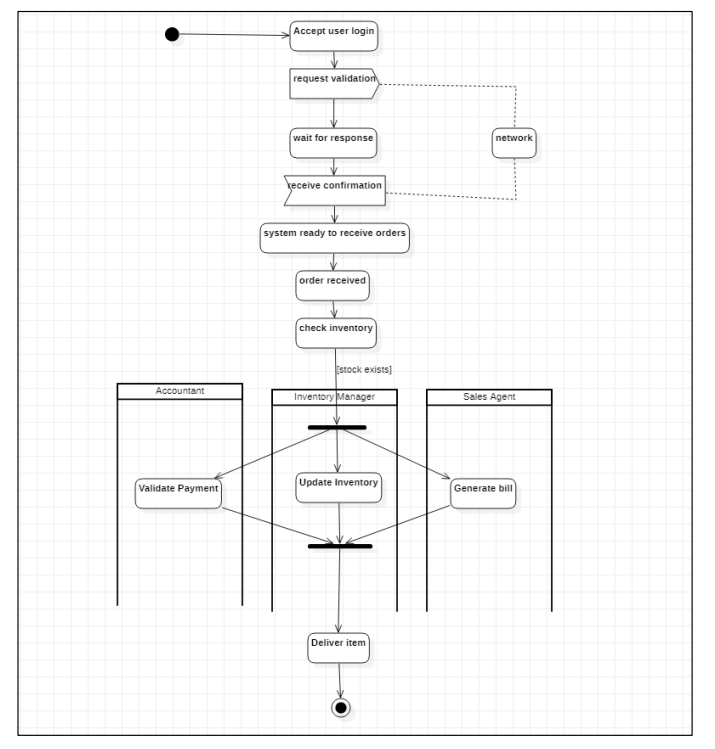 Accept user login
request validation
wait for response
network
receive confirmation
system ready to receive orders
order received
check inventory
[stock exists]
Accountant
Inventory Manager
Sales Agent
Validate Payment
Update Inventory
Generate bill
Deliver item